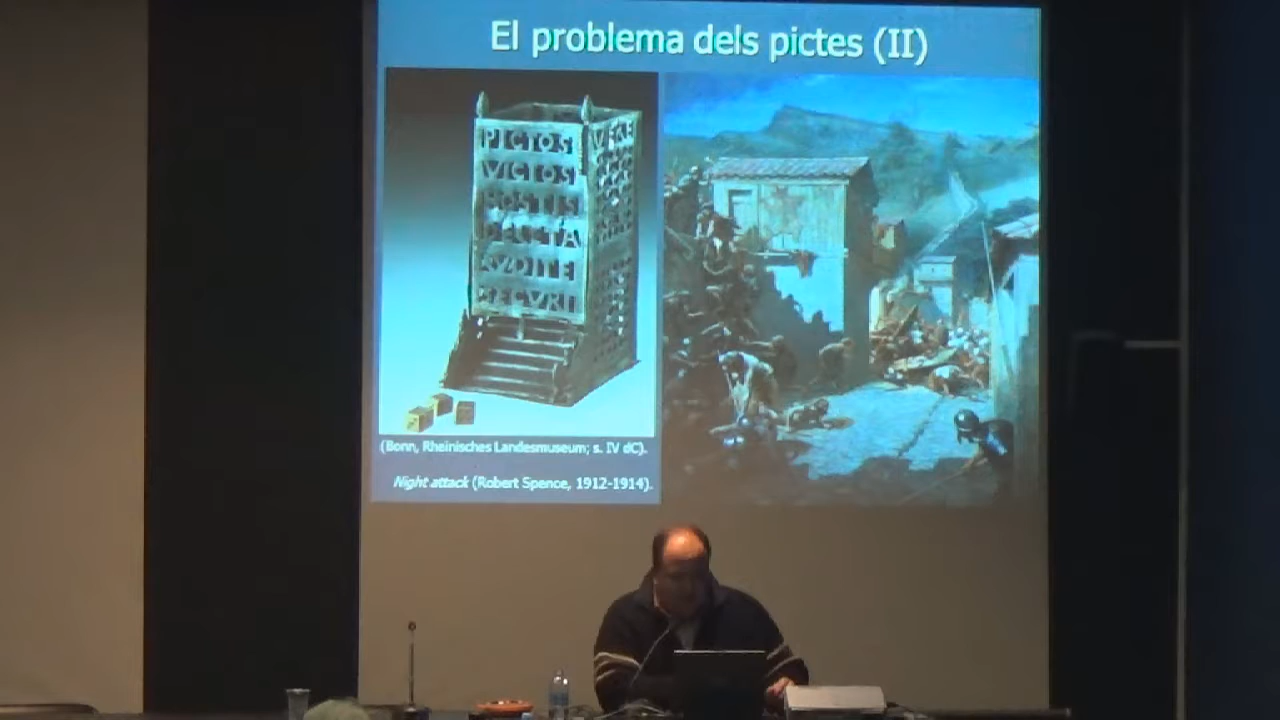 El problema dels pictes (II)
PICTOS
VICTOS
HOSTIS
DELETA
LVDITE
SECVRI
(Bonn, Rheinisches Landesmuseum; s. IV dC).
Night attack (Robert Spence, 1912-1914).